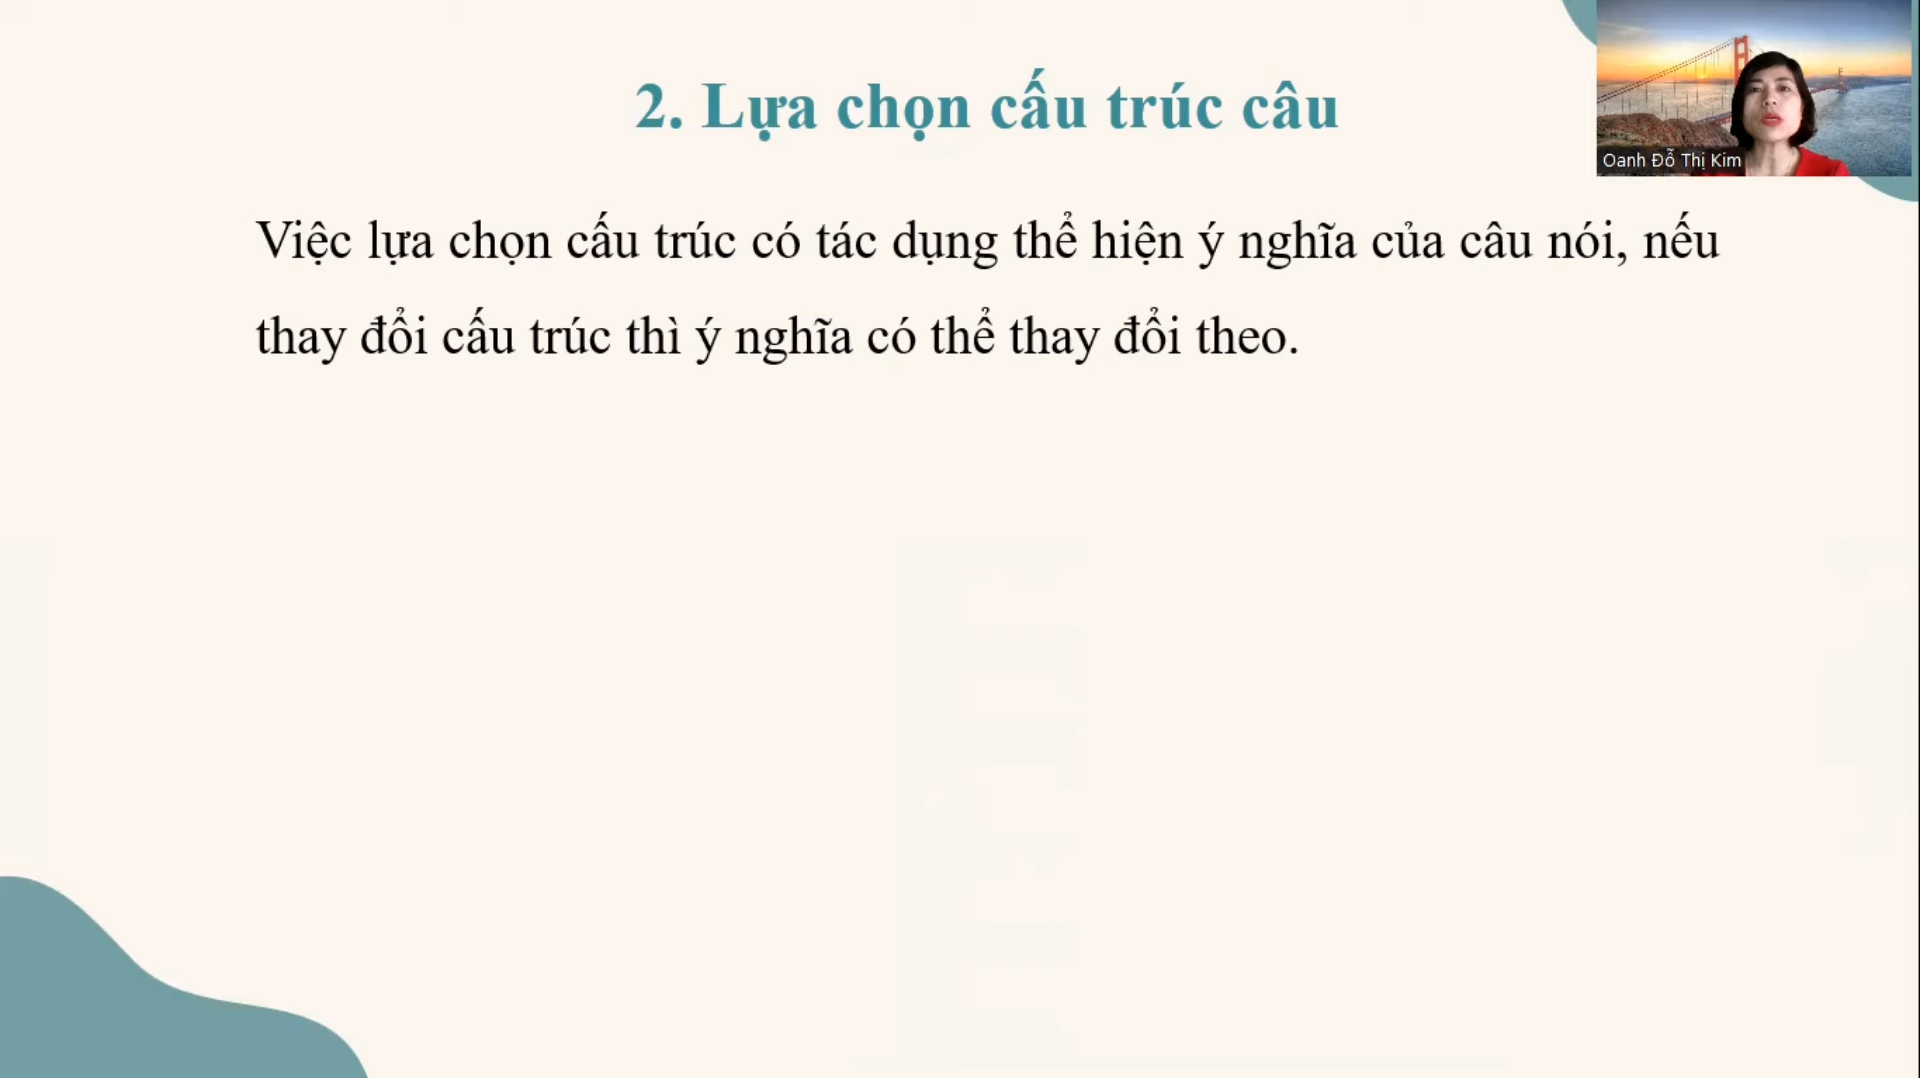 2. Lựa chọn cấu trúc câu
Oanh Đỗ Thị Kim
Việc lựa chọn cấu trúc có tác dụng thể hiện ý nghĩa của câu nói, nếu
thay đổi cấu trúc thì ý nghĩa có thể thay đổi theo.